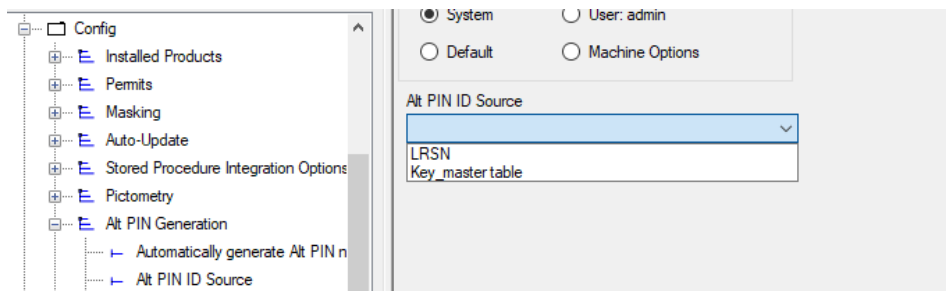 Config
Installed Products
Permits
Masking
Auto-Update
Stored Procedure Integration Options
Pictometry
Alt PIN Generation
Automatically generate Alt PIN n
Alt PIN ID Source
System
User: admin
Default
Machine Options
Alt PIN ID Source
LRSN
Key_master table